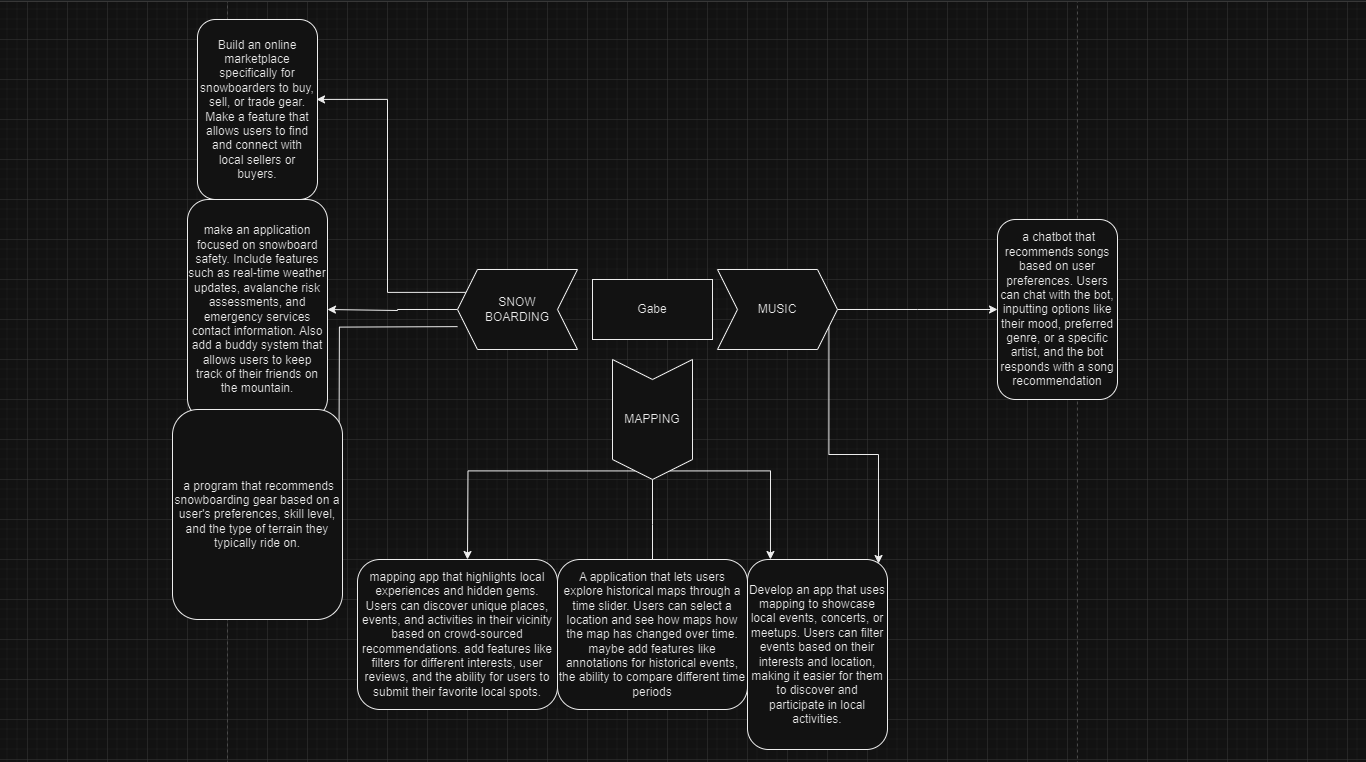 Build an online
marketplace
specifically for
snowboarders to buy,
sell, or trade gear.
Make a feature that
allows users to find
and connect with
local sellers or
buyers.
make an application
focused on snowboard
safety. Include features
such as real-time weather
updates, avalanche risk
assessments, and
emergency services
contact information. Also
add a buddy system that
allows users to keep
track of their friends on
the mountain.
a program that recommends
snowboarding gear based on a
user's preferences, skill level,
and the type of terrain they
typically ride on.
SNOW
BOARDING
Gabe
MUSIC
MAPPING
a chatbot that
recommends songs
based on user
preferences. Users
can chat with the bot,
inputting options like
their mood, preferred
genre, or a specific
artist, and the bot
responds with a song
recommendation
mapping app that highlights local
experiences and hidden gems.
Users can discover unique places,
events, and activities in their vicinity
based on crowd-sourced
recommendations. add features like
filters for different interests, user
reviews, and the ability for users to
submit their favorite local spots.
A application that lets users
explore historical maps through a
time slider. Users can select a
location and see how maps how
the map has changed over time.
maybe add features like
annotations for historical events,
the ability to compare different time
periods
Develop an app that uses
mapping to showcase
local events, concerts, or
meetups. Users can filter
events based on their
interests and location,
making it easier for them
to discover and
participate in local
activities.